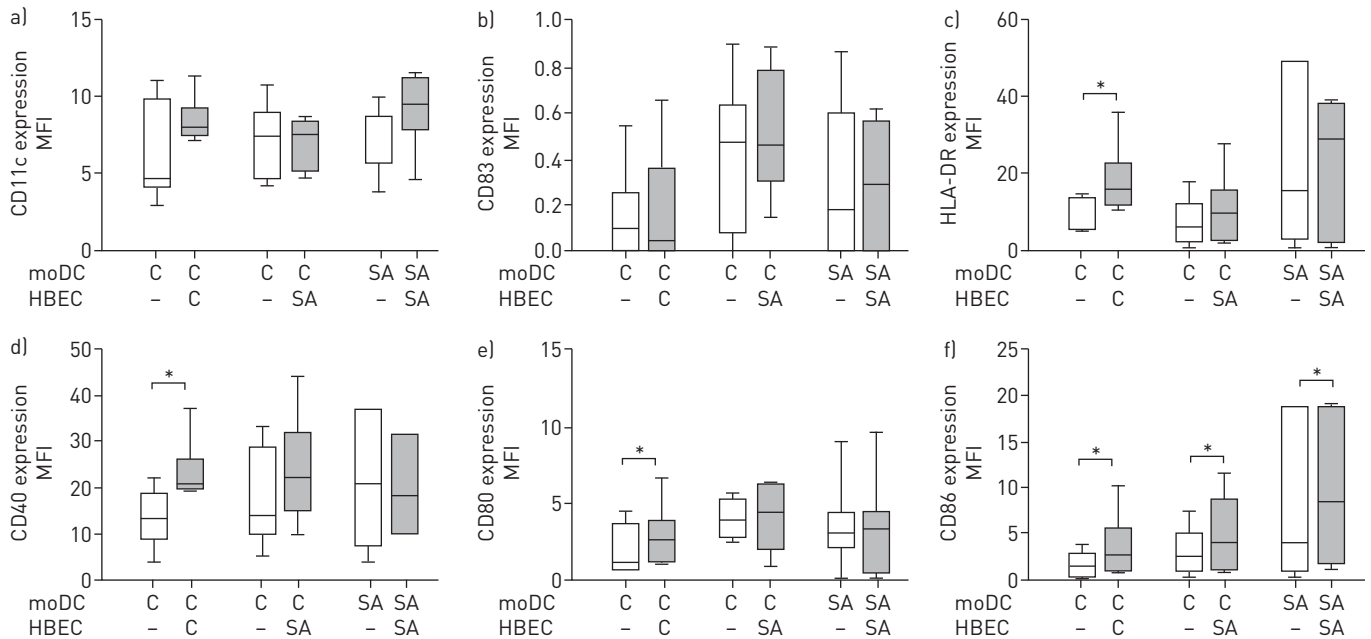 a)
CD11c expression
MFI
15
10
5
0
moDC C C C C SA SA
HBEC – C – SA – SA
b)
CD83 expression
MFI
1.0
0.8
0.6
0.4
0.2
0.0
moDC C C C C SA SA
HBEC – C – SA – SA
c)
HLA-DR expression
MFI
60
40
20
0
*
moDC C C C C SA SA
HBEC – C – SA – SA
d)
CD40 expression
MFI
50
40
30
20
10
0
*
moDC C C C C SA SA
HBEC – C – SA – SA
e)
CD80 expression
MFI
15
10
5
0
*
moDC C C C C SA SA
HBEC – C – SA – SA
f)
CD86 expression
MFI
25
20
15
10
5
0
* * *
moDC C C C C SA SA
HBEC – C – SA – SA